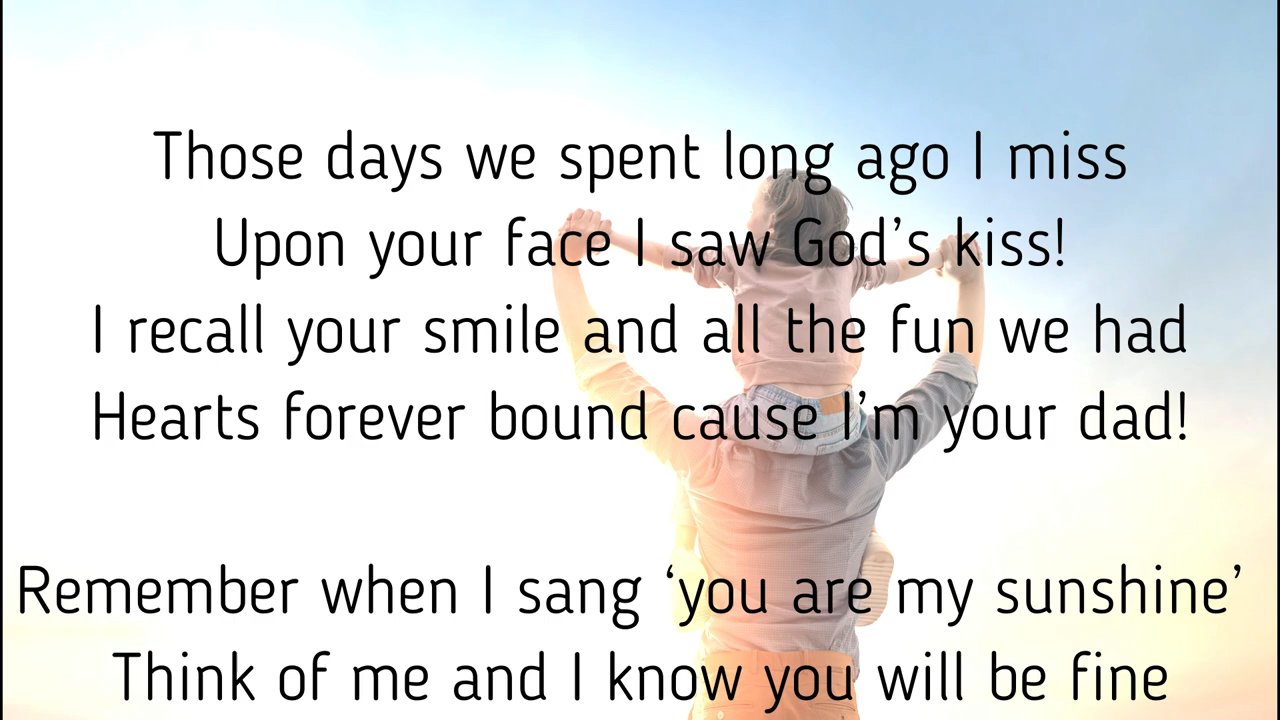 Those days we spent long ago I miss
Upon your face I saw God’s kiss!
I recall your smile and all the fun we had
Hearts forever bound cause I’m your dad!
Remember when I sang ‘you are my sunshine’
Think of me and I know you will be fine